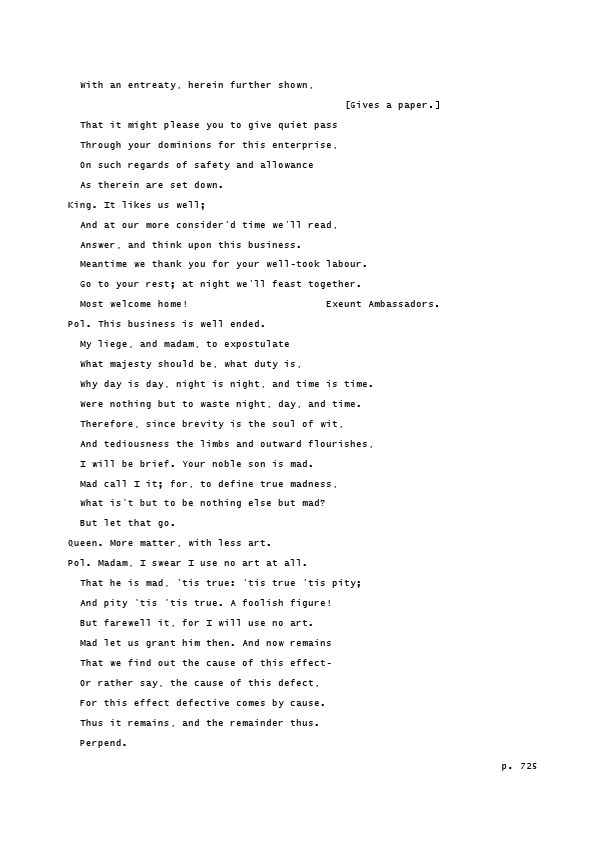 With an entreaty, herein further shown,
[Gives a paper.]
That it might please you to give quiet pass
Through your dominions for this enterprise,
On such regards of safety and allowance
As therein are set down.
King. It likes us well;
And at our more consider'd time we'll read,
Answer, and think upon this business.
Meantime we thank you for your well-took labour.
Go to your rest; at night we'll feast together.
Most welcome home! Exeunt Ambassadors.
Pol. This business is well ended.
My liege, and madam, to expostulate
What majesty should be, what duty is,
Why day is day, night is night, and time is time.
Were nothing but to waste night, day, and time.
Therefore, since brevity is the soul of wit,
And tediousness the limbs and outward flourishes,
I will be brief. Your noble son is mad.
Mad call I it; for, to define true madness,
What is't but to be nothing else but mad?
But let that go.
Queen. More matter, with less art.
Pol. Madam, I swear I use no art at all.
That he is mad, 'tis true: 'tis true 'tis pity;
And pity 'tis 'tis true. A foolish figure!
But farewell it, for I will use no art.
Mad let us grant him then. And now remains
That we find out the cause of this effect-
Or rather say, the cause of this defect,
For this effect defective comes by cause.
Thus it remains, and the remainder thus.
Perpend.
p. 725